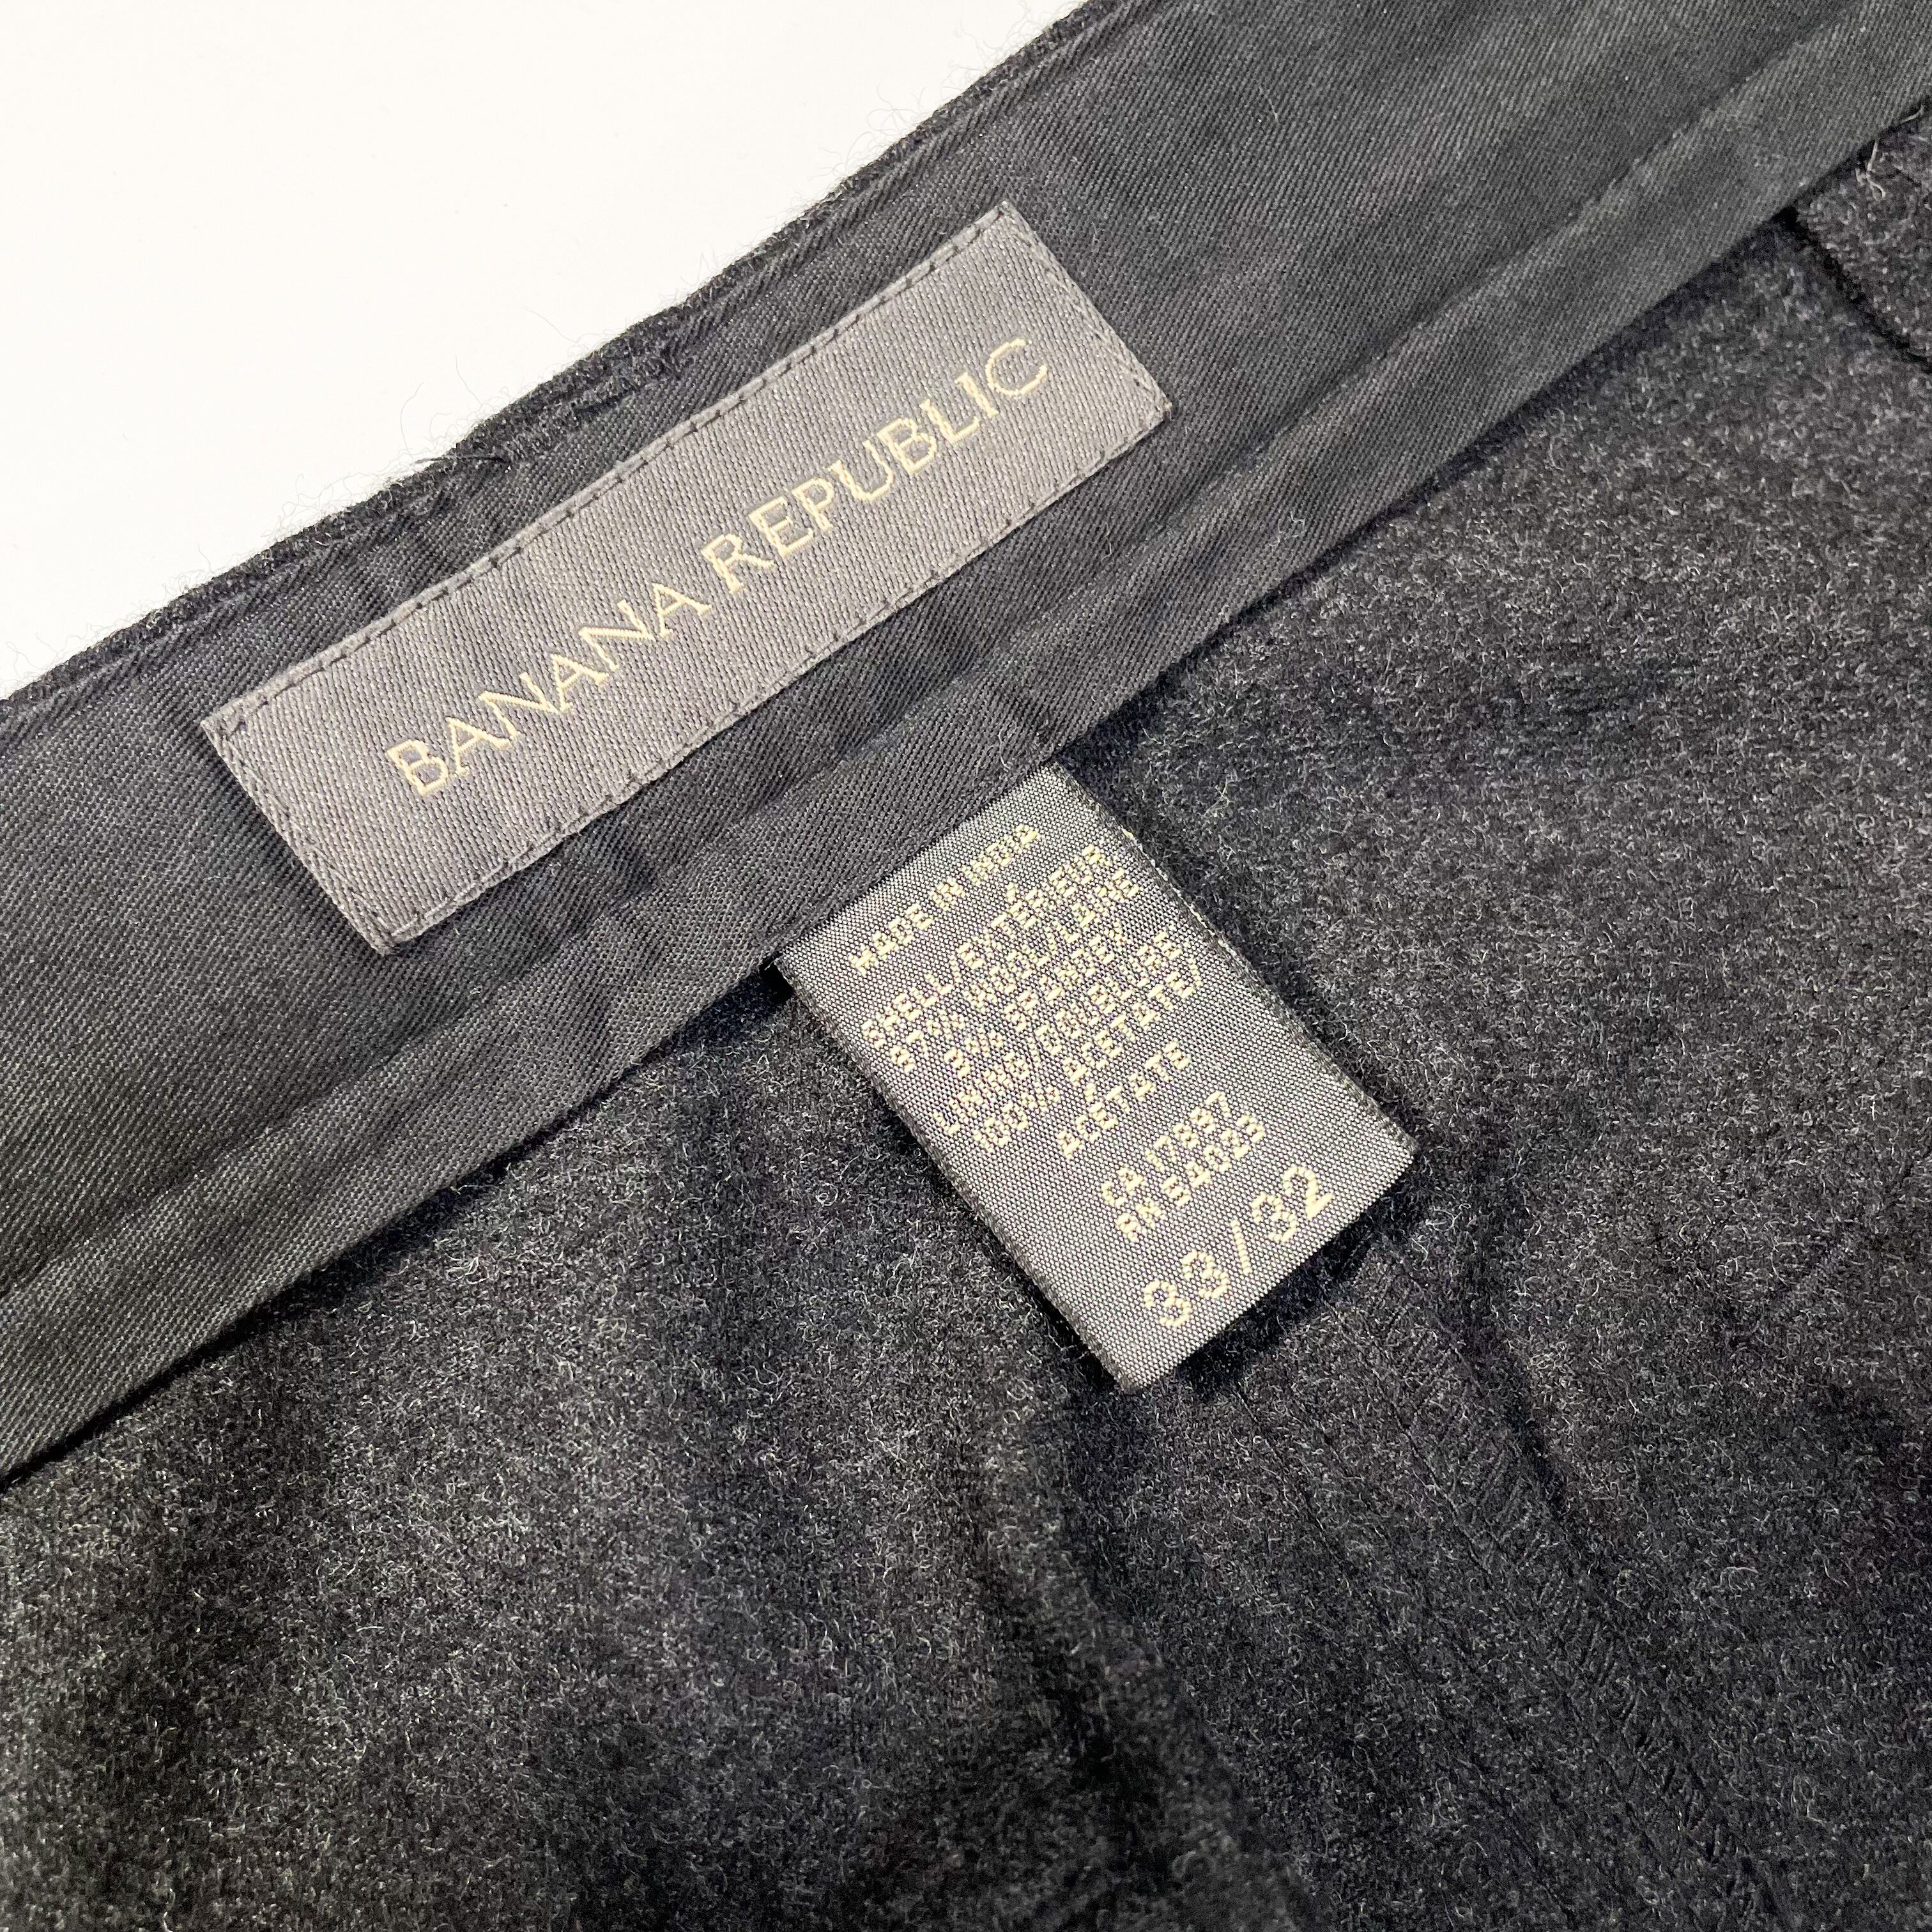 BANANA REPUBLIC
MADE IN INDIA
SHELL/EXTÉRIEUR
97% WOOL/LAINE
3% SPANDEX
LINING/DOUBLURE
100% ACETATE/
ACÉTATE
CA 17897
RN 54023
33/32